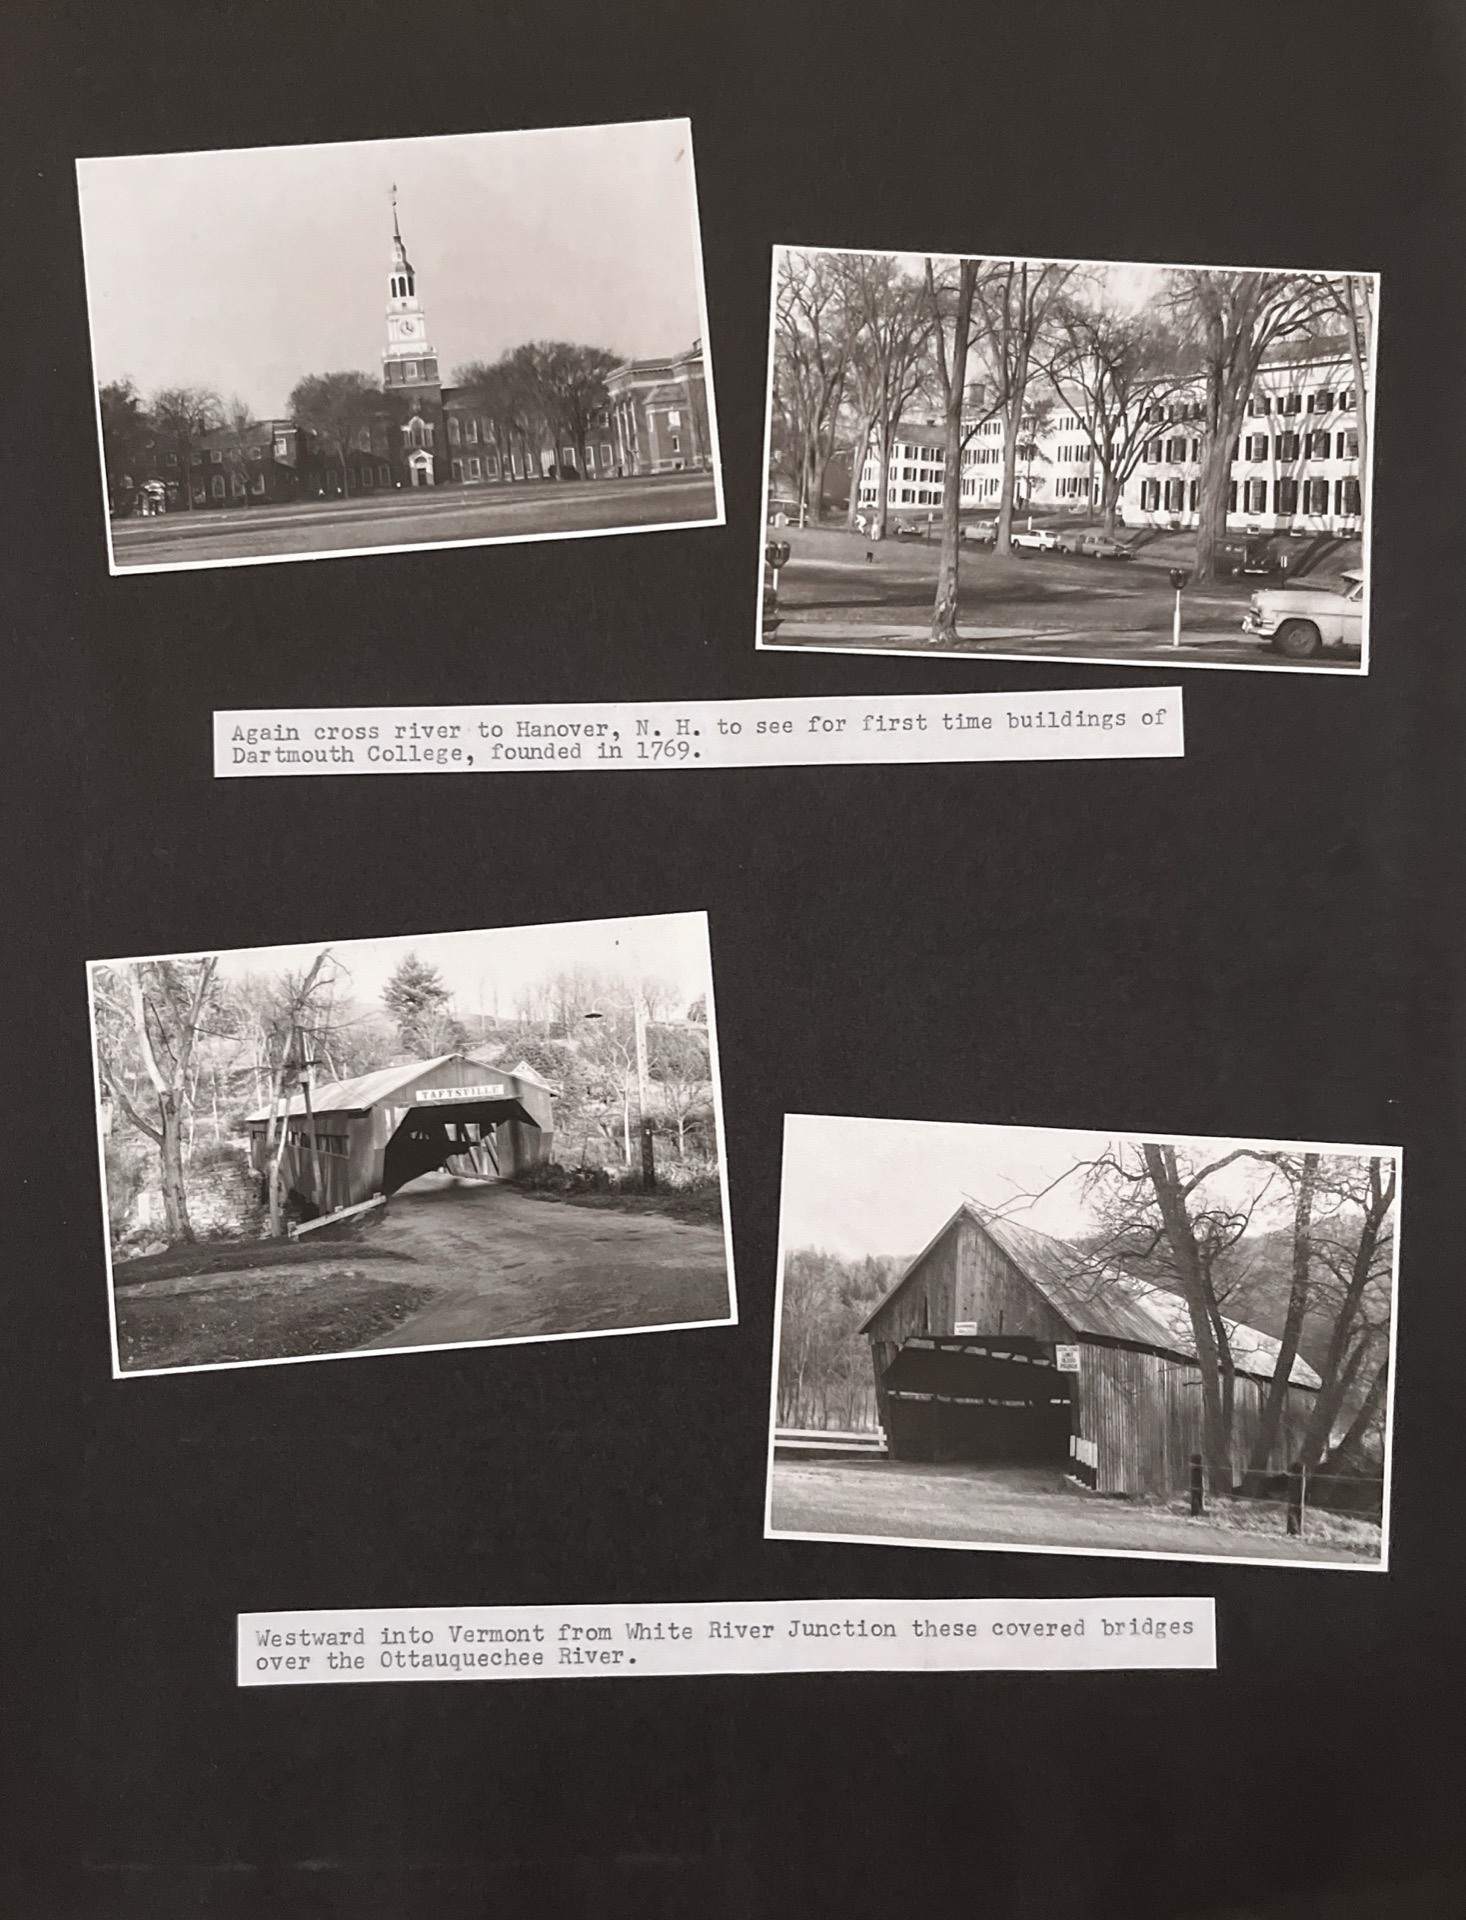 Again cross river to Hanover, N. H. to see for first time buildings of
Dartmouth College, founded in 1769.
TAFTSVILLE
LIMIT
Westward into Vermont from White River Junction these covered bridges
over the Ottauquechee River.